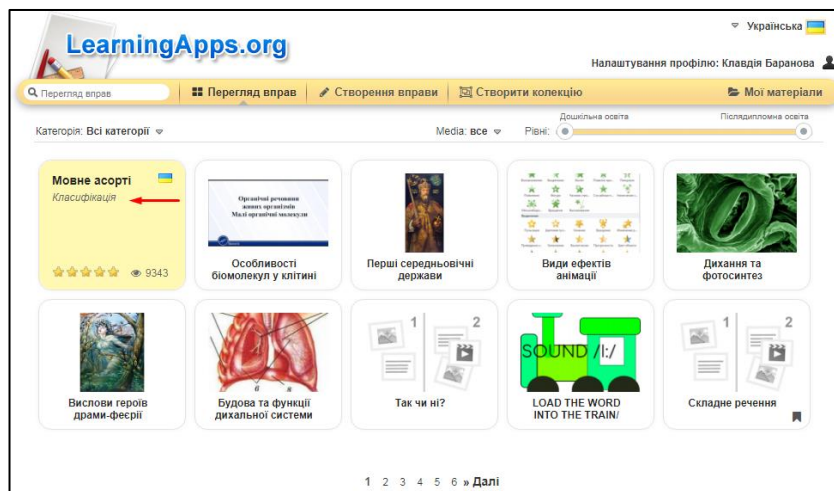 Українська
LearningApps.org
Налаштування профілю: Клавдія Баранова
Перегляд вправ
Перегляд вправ
Створення вправи
Створити колекцію
Мої матеріали
Категорія: Всі категорії
Media: все
Рівні:
Дошкільна освіта
Післядипломна освіта
Мовне асорті
Класифікація
9343
Органічні речовини
живих організмів
Малі органічні молекули
Особливості
біомолекул у клітині
Перші середньовічні
держави
Види ефектів
анімації
Дихання та
фотосинтез
Вислови героїв
драми-феєрії
Будова та функції
дихальної системи
1
2
Так чи ні?
SOUND /I:/
LOAD THE WORD
INTO THE TRAIN/
1
2
Складне речення
1 2 3 4 5 6 » Далі